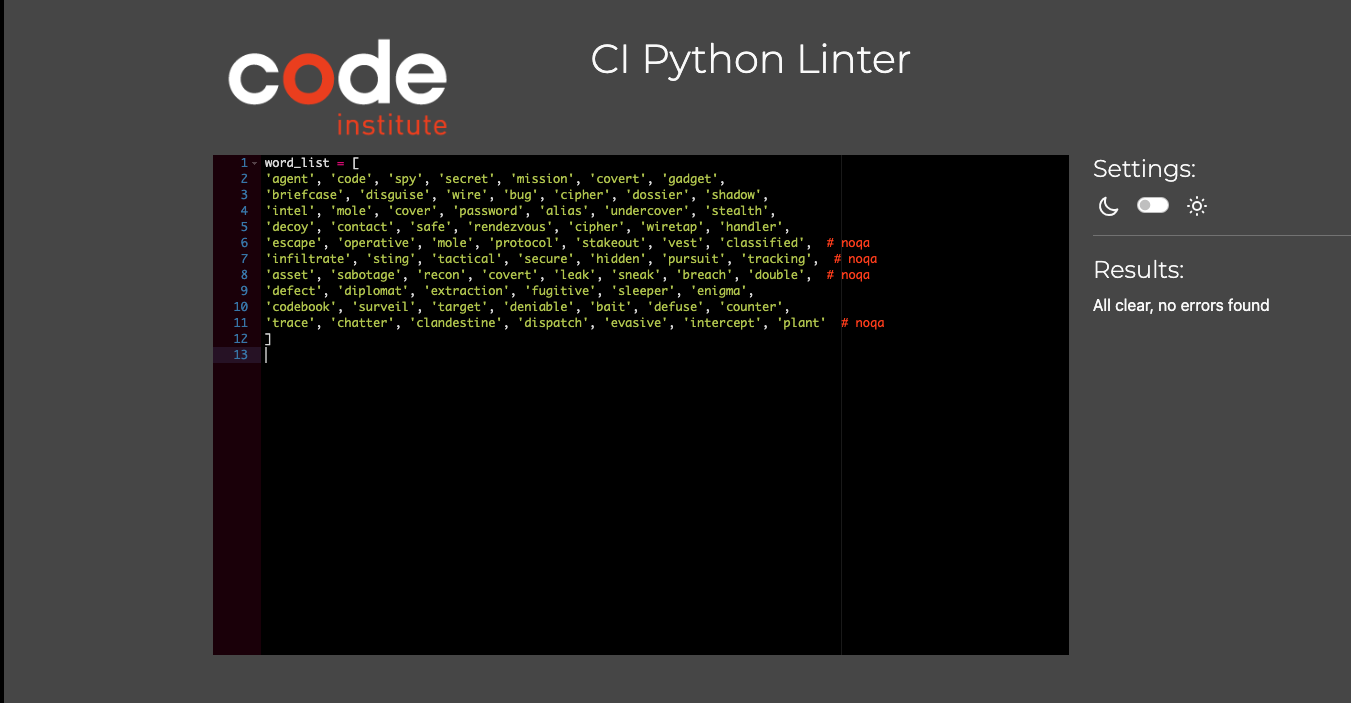 code
institute
CI Python Linter
1 word_list = [
2 'agent', 'code', 'spy', 'secret', 'mission', 'covert', 'gadget',
3 'briefcase', 'disguise', 'wire', 'bug', 'cipher', 'dossier', 'shadow',
4 'intel', 'mole', 'cover', 'password', 'alias', 'undercover', 'stealth',
5 'decoy', 'contact', 'safe', 'rendezvous', 'cipher', 'wiretap', 'handler',
6 'escape', 'operative', 'mole', 'protocol', 'stakeout', 'vest', 'classified',  # noqa
7 'infiltrate', 'sting', 'tactical', 'secure', 'hidden', 'pursuit', 'tracking',  # noqa
8 'asset', 'sabotage', 'recon', 'covert', 'leak', 'sneak', 'breach', 'double',  # noqa
9 'defect', 'diplomat', 'extraction', 'fugitive', 'sleeper', 'enigma',
10 'codebook', 'surveil', 'target', 'deniable', 'bait', 'defuse', 'counter',
11 'trace', 'chatter', 'clandestine', 'dispatch', 'evasive', 'intercept', 'plant'  # noqa
12 ]
13
Settings:
Results:
All clear, no errors found